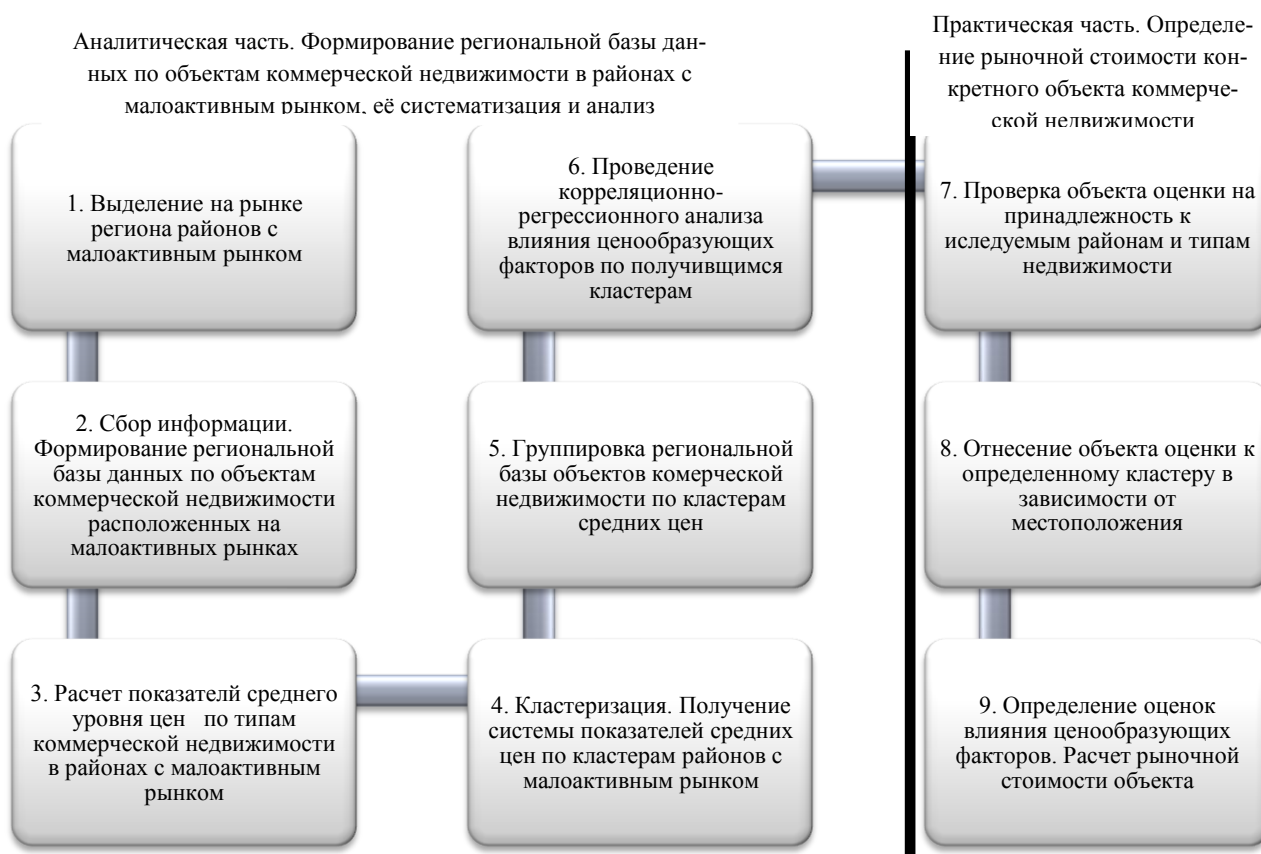 Аналитическая часть. Формирование региональной базы дан-
ных по объектам коммерческой недвижимости в районах с
малоактивным рынком, её систематизация и анализ
1. Выделение на рынке
региона районов с
малоактивным рынком
2. Сбор информации.
Формирование региональной
базы данных по объектам
коммерческой недвижимости
расположенных на
малоактивных рынках
3. Расчет показателй среднего
уровня цен по типам
коммерческой недвижимости
в районах с малоактивным
рынком
4. Кластеризация. Получение
системы показателей средних
цен по кластерам районов с
малоактивным рынком
5. Группировка региональной
базы объектов комерческой
недвижимости по кластерам
средних цен
6. Проведение
корреляционно-
регрессионного анализа
влияния ценообразующих
факторов по получившимся
кластерам
Практическая часть. Определе-
ние рыночной стоимости кон-
кретного объекта коммерче-
ской недвижимости
7. Проверка объекта оценки на
принадлежность к
иследуемым районам и типам
недвижимости
8. Отнесение объекта оценки к
определенному кластеру в
зависимости от
местоположения
9. Определение оценок
влияния ценообразующих
факторов. Расчет рыночной
стоимости объекта